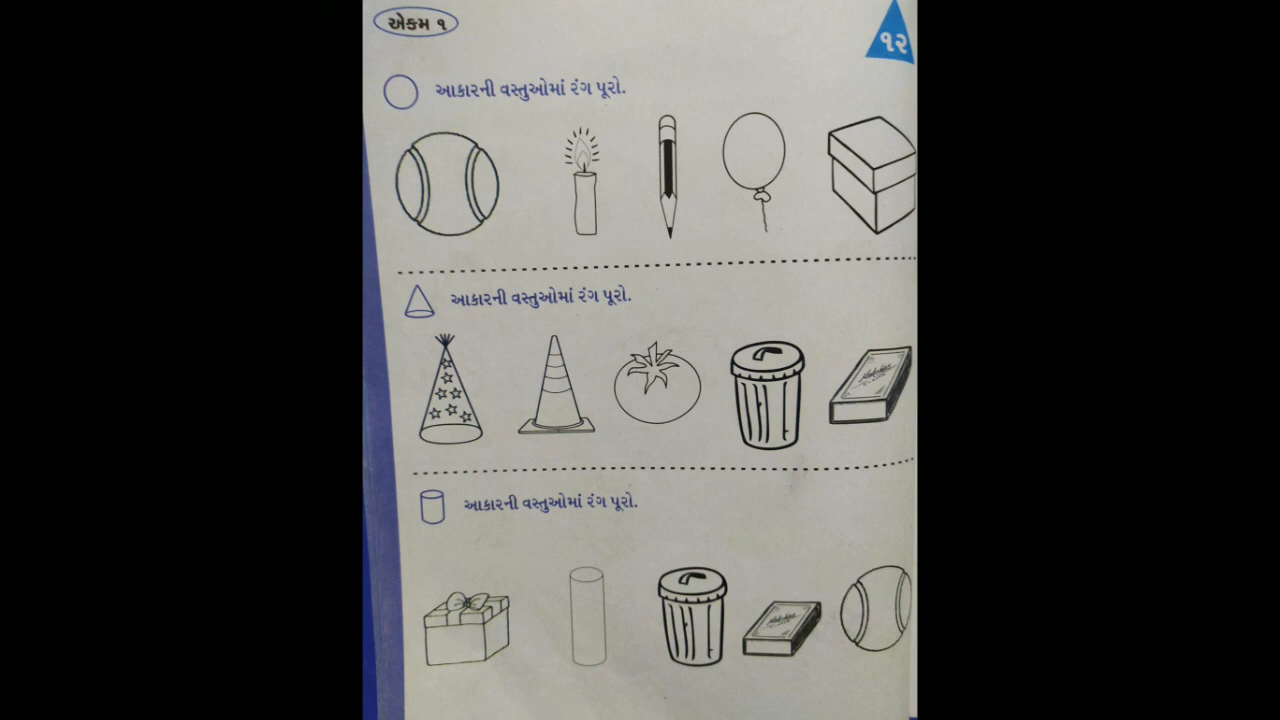 એકમ ૧
૧૨
આકારની વસ્તુઓમાં રંગ પૂરો.
આકારની વસ્તુઓમાં રંગ પૂરો.
આકારની વસ્તુઓમાં રંગ પૂરો.